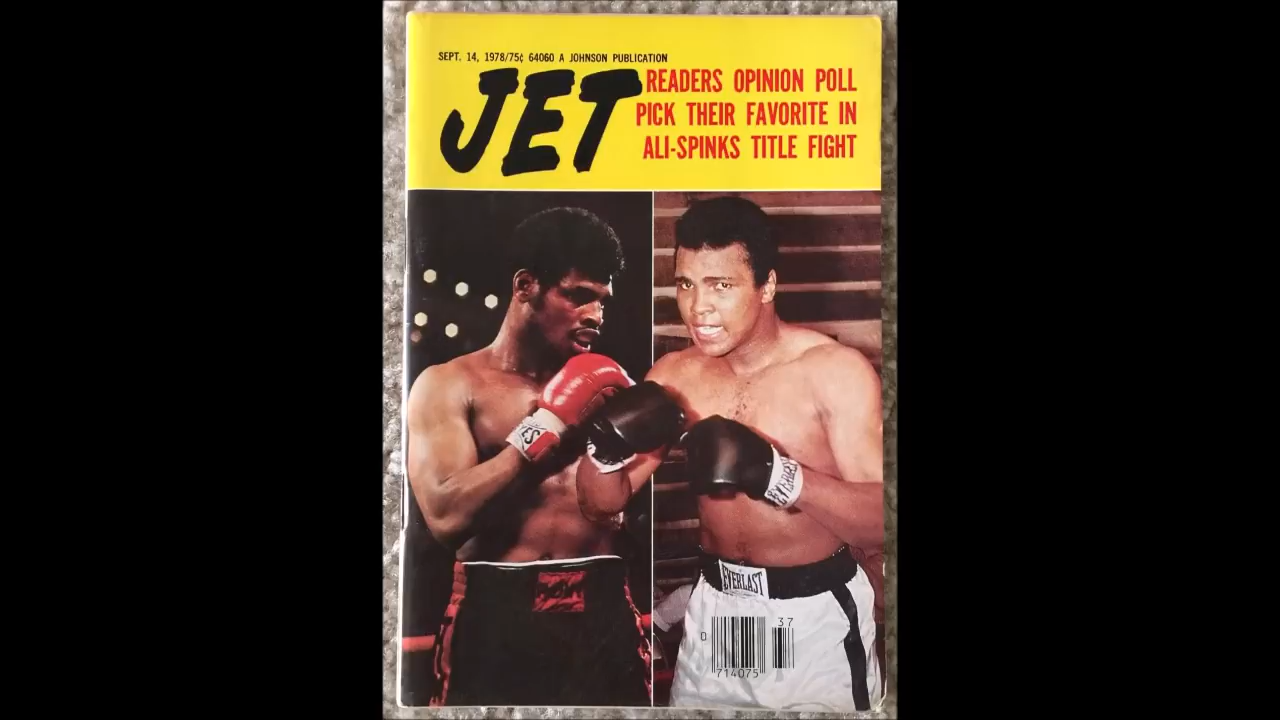 SEPT. 14, 1978/75¢ 64060 A JOHNSON PUBLICATION
JET
READERS OPINION POLL
PICK THEIR FAVORITE IN
ALI-SPINKS TITLE FIGHT
EVERLAST
37
0
714075